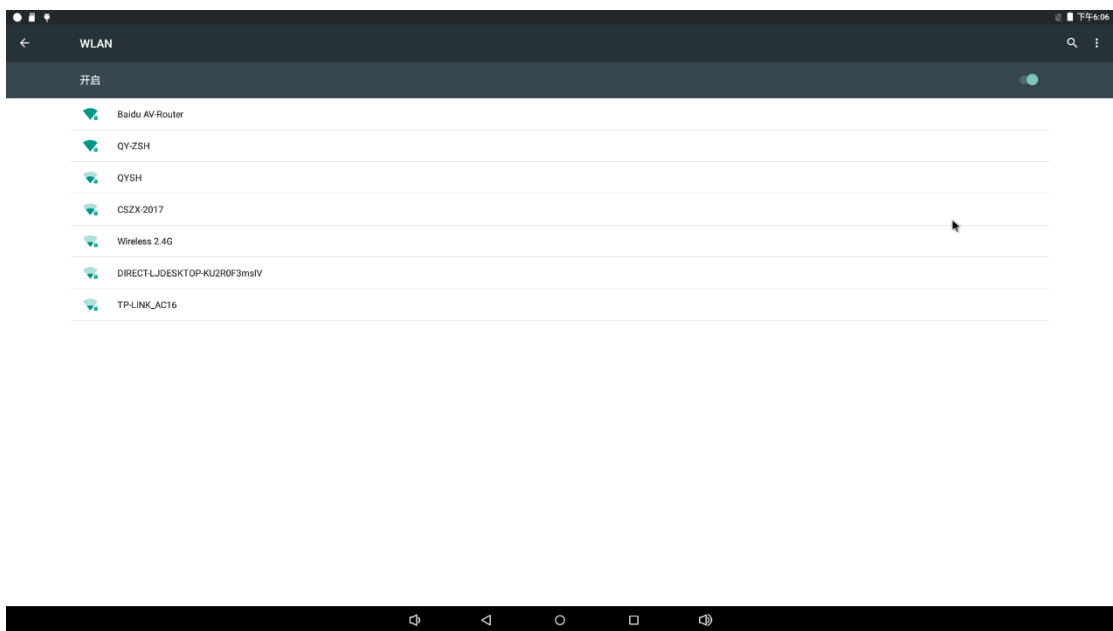 下午6:06
WLAN
开启
Baidu AV-Router
QY-ZSH
QYSH
CSZX-2017
Wireless 2.4G
DIRECT-LJDESKTOP-KU2R0F3msIV
TP-LINK_AC16